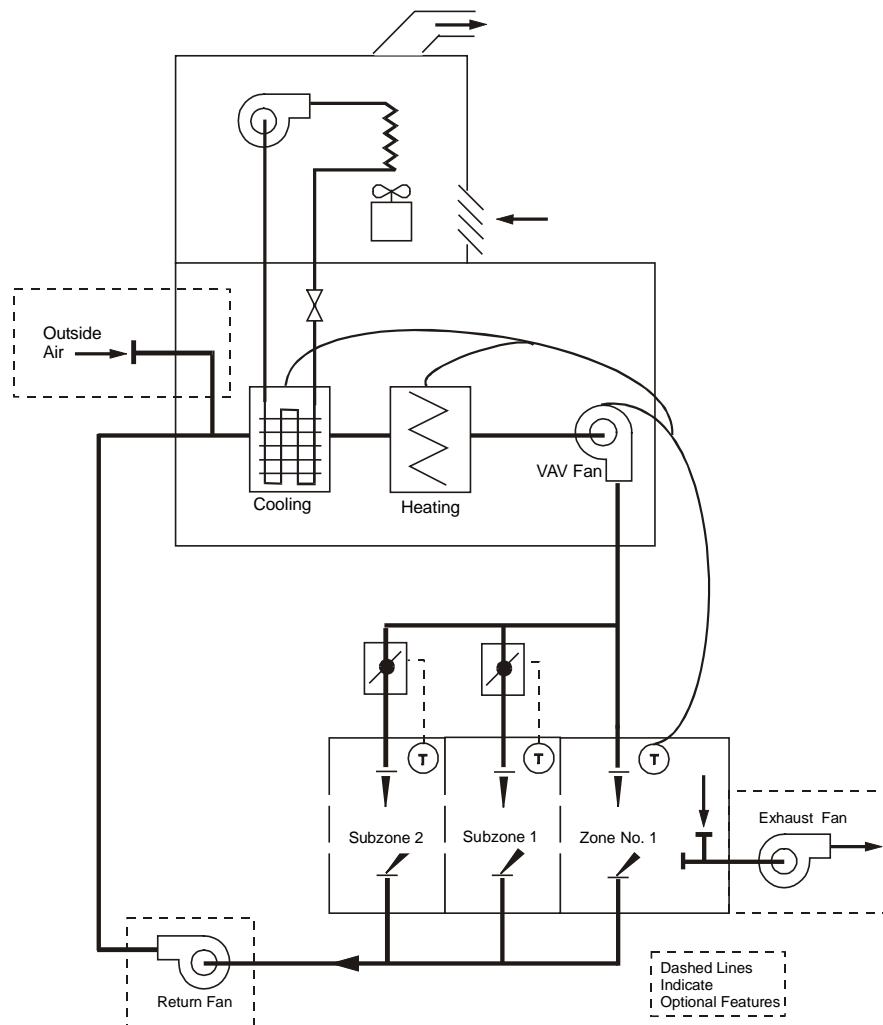 Outside
Air
Cooling
Heating
VAV Fan
T
T
T
Subzone 2
Subzone 1
Zone No. 1
Exhaust Fan
Return Fan
Dashed Lines
Indicate
Optional Features